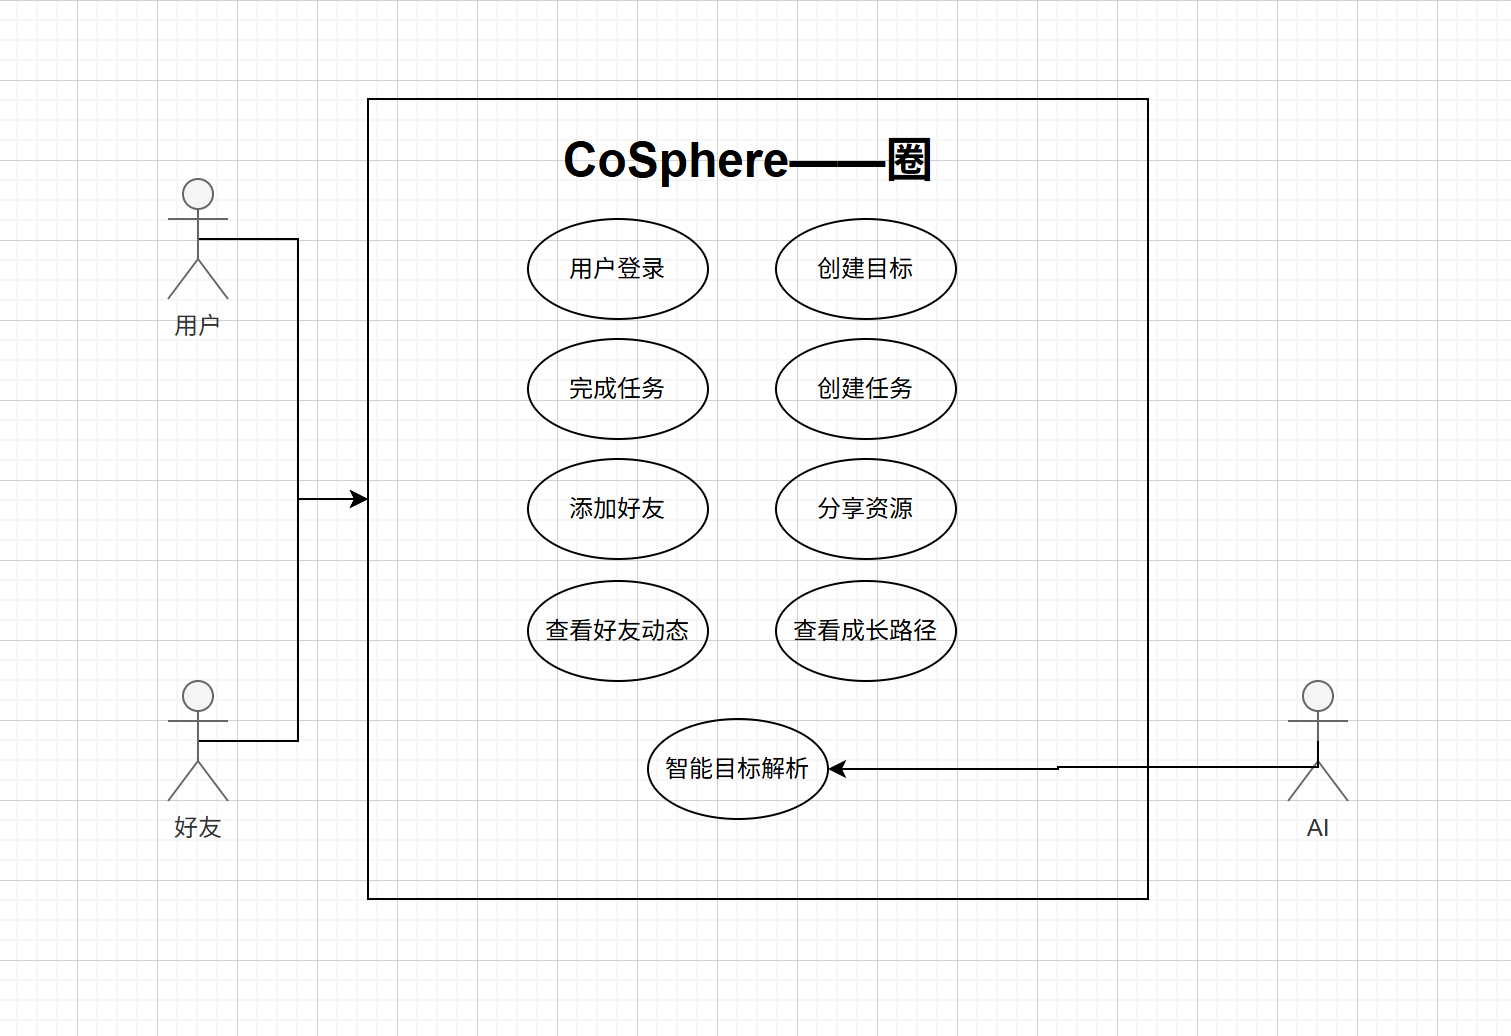 CoSphere——圈
用户登录
创建目标
用户
完成任务
创建任务
添加好友
分享资源
查看好友动态
查看成长路径
智能目标解析
好友
AI